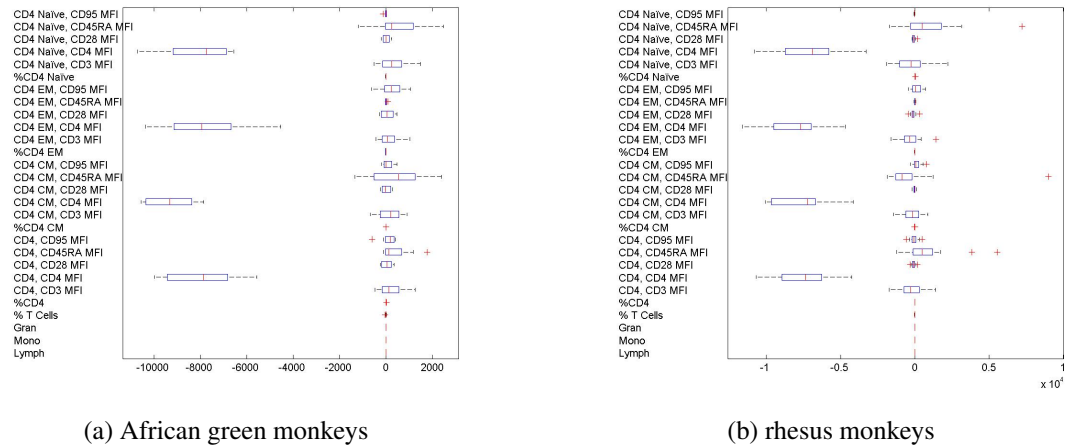 CD4 Naïve, CD95 MFI
CD4 Naïve, CD45RA MFI
CD4 Naïve, CD28 MFI
CD4 Naïve, CD4 MFI
CD4 Naïve, CD3 MFI
%CD4 Naïve
CD4 EM, CD95 MFI
CD4 EM, CD45RA MFI
CD4 EM, CD28 MFI
CD4 EM, CD4 MFI
CD4 EM, CD3 MFI
%CD4 EM
CD4 CM, CD95 MFI
CD4 CM, CD45RA MFI
CD4 CM, CD28 MFI
CD4 CM, CD4 MFI
CD4 CM, CD3 MFI
%CD4 CM
CD4, CD95 MFI
CD4, CD45RA MFI
CD4, CD28 MFI
CD4, CD4 MFI
CD4, CD3 MFI
%CD4
% T Cells
Gran
Mono
Lymph
-10000 -8000 -6000 -4000 -2000 0 2000
(a) African green monkeys
CD4 Naïve, CD95 MFI
CD4 Naïve, CD45RA MFI
CD4 Naïve, CD28 MFI
CD4 Naïve, CD4 MFI
CD4 Naïve, CD3 MFI
%CD4 Naïve
CD4 EM, CD95 MFI
CD4 EM, CD45RA MFI
CD4 EM, CD28 MFI
CD4 EM, CD4 MFI
CD4 EM, CD3 MFI
%CD4 EM
CD4 CM, CD95 MFI
CD4 CM, CD45RA MFI
CD4 CM, CD28 MFI
CD4 CM, CD4 MFI
CD4 CM, CD3 MFI
%CD4 CM
CD4, CD95 MFI
CD4, CD45RA MFI
CD4, CD28 MFI
CD4, CD4 MFI
CD4, CD3 MFI
%CD4
% T Cells
Gran
Mono
Lymph
-1 -0.5 0 0.5 1
x 10^4
(b) rhesus monkeys